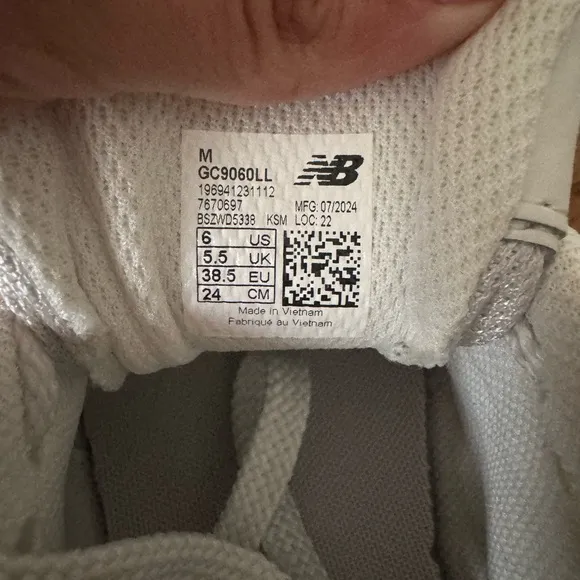 M
GC9060LL
NB
196941231112
7670697 MFG: 07/2024
BSZWD5338 KSM LOC: 22
6 US
5.5 UK
38.5 EU
24 CM
Made in Vietnam
Fabriqué au Vietnam